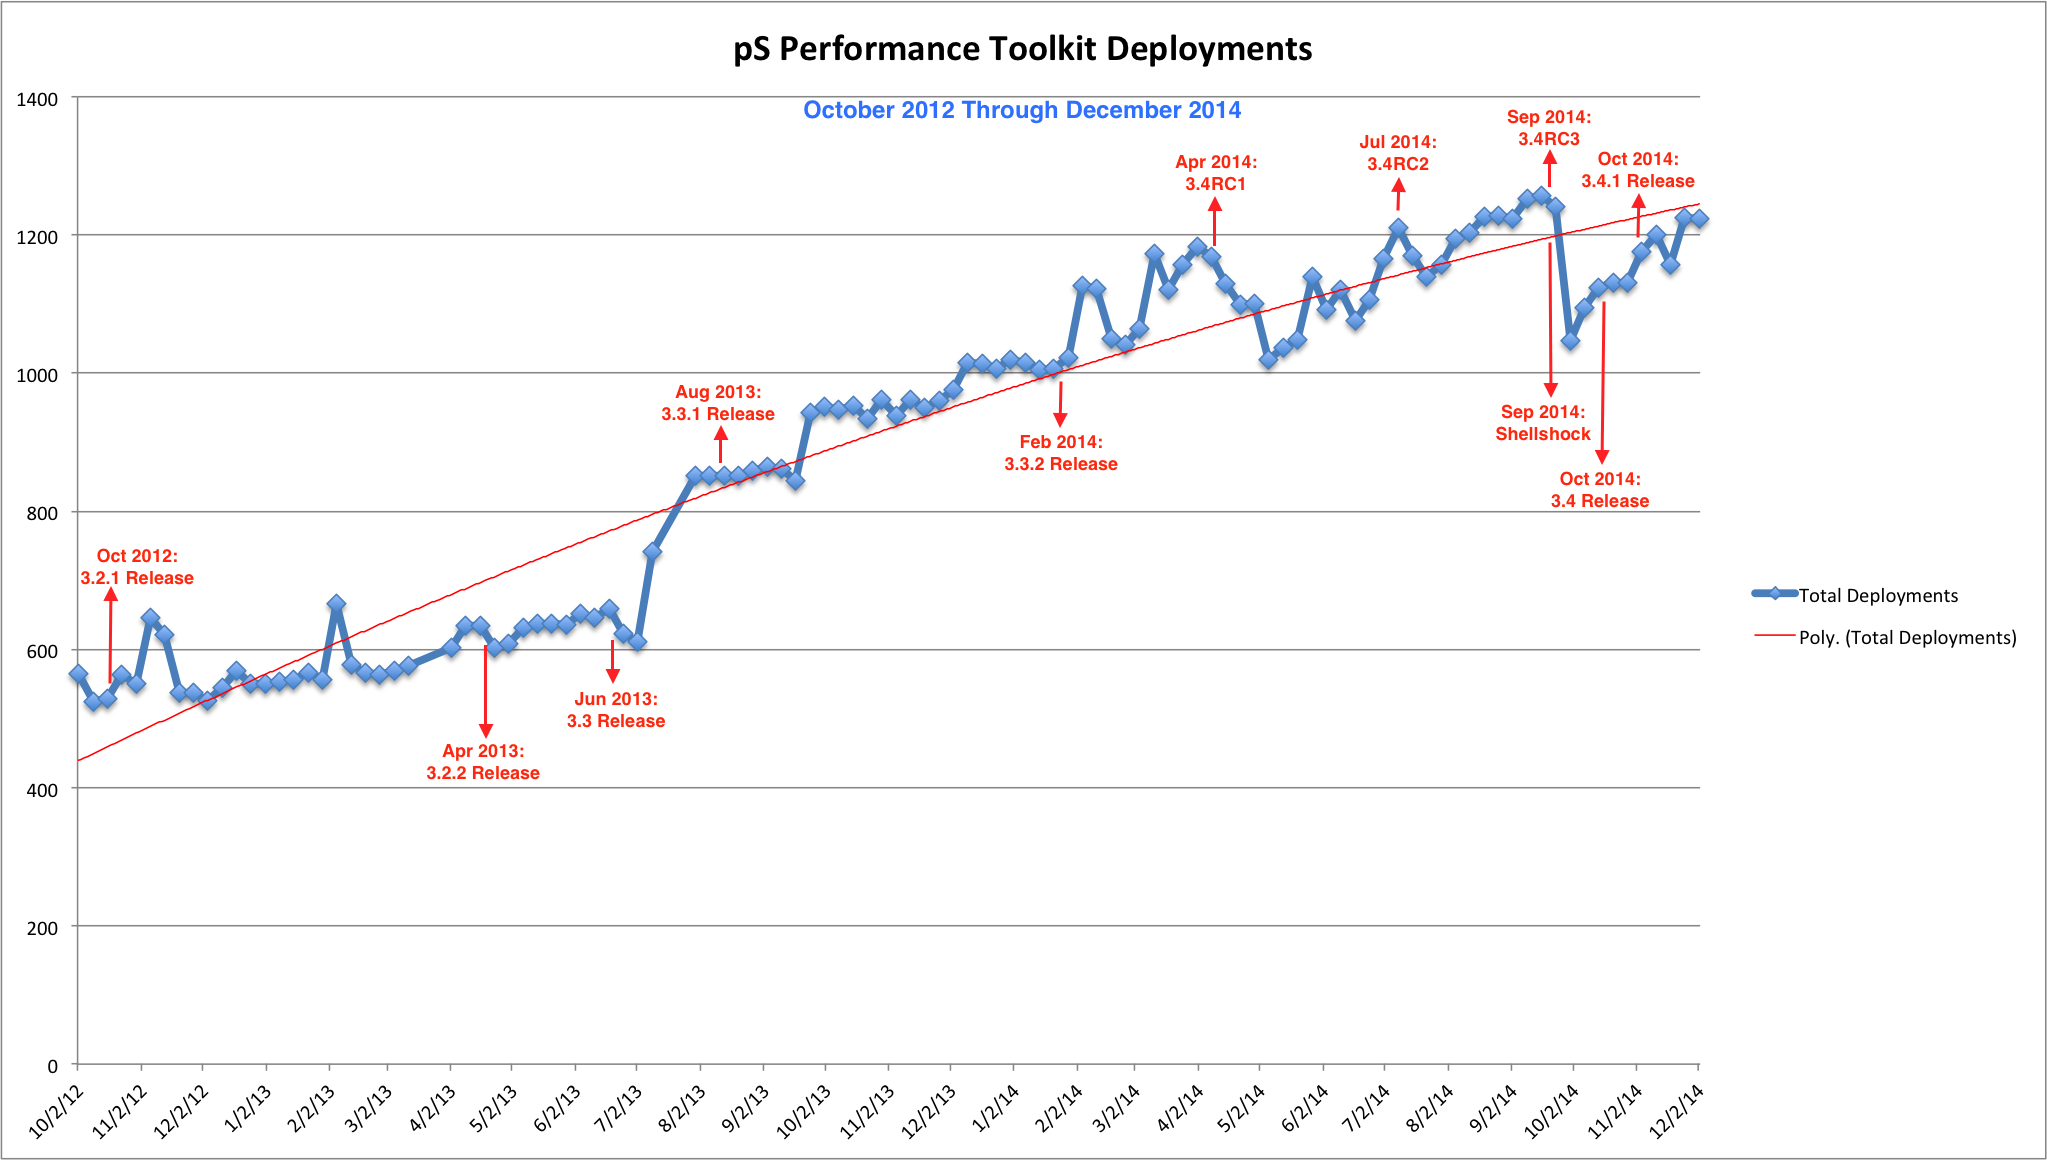 pS Performance Toolkit Deployments
October 2012 Through December 2014
1400
1200
1000
800
600
400
200
0
Oct 2012:
3.2.1 Release
Apr 2013:
3.2.2 Release
Jun 2013:
3.3 Release
Aug 2013:
3.3.1 Release
Feb 2014:
3.3.2 Release
Apr 2014:
3.4RC1
Jul 2014:
3.4RC2
Sep 2014:
3.4RC3
Sep 2014:
Shellshock
Oct 2014:
3.4 Release
Oct 2014:
3.4.1 Release
Total Deployments
Poly. (Total Deployments)
10/2/12
11/2/12
12/2/12
1/2/13
2/2/13
3/2/13
4/2/13
5/2/13
6/2/13
7/2/13
8/2/13
9/2/13
10/2/13
11/2/13
12/2/13
1/2/14
2/2/14
3/2/14
4/2/14
5/2/14
6/2/14
7/2/14
8/2/14
9/2/14
10/2/14
11/2/14
12/2/14